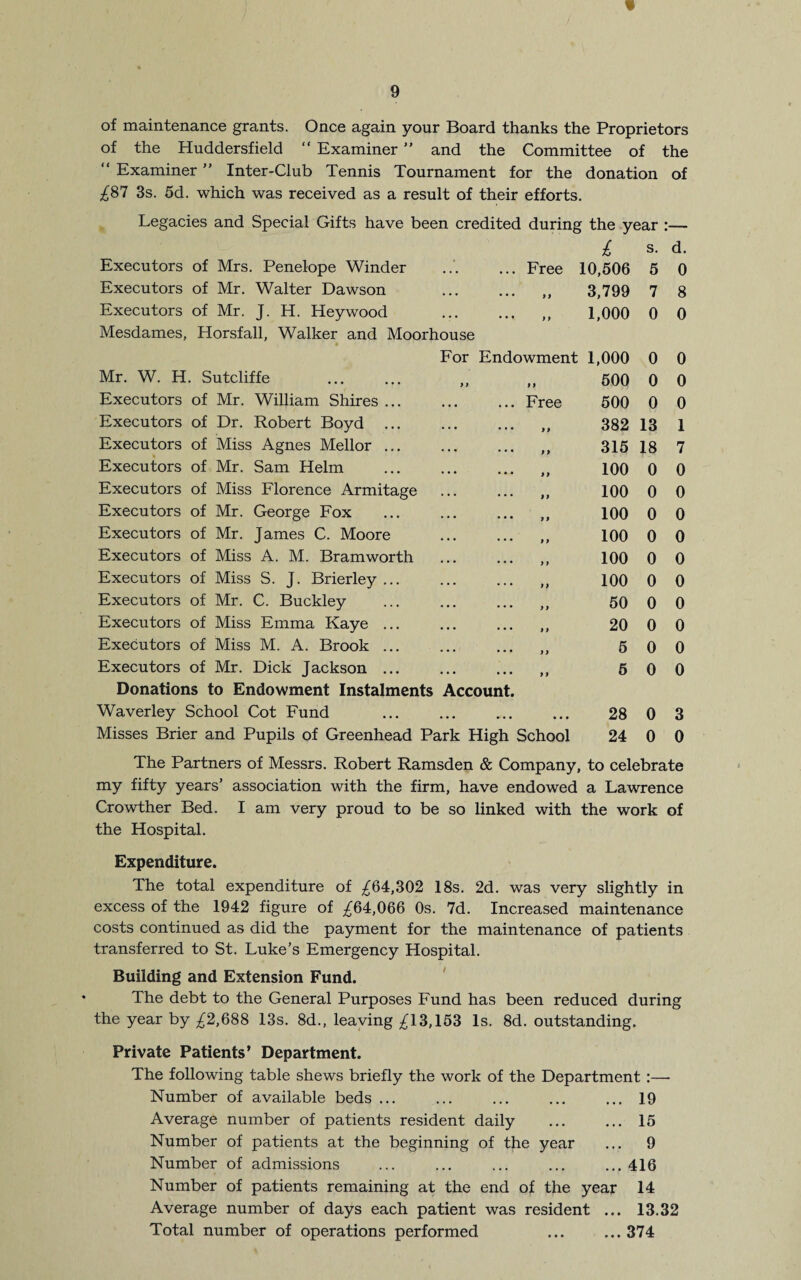 9
of maintenance grants. Once again your Board thanks the Proprietors
of the Huddersfield “ Examiner ” and the Committee of the
“ Examiner ” Inter-Club Tennis Tournament for the donation of
£87 3s. 5d. which was received as a result of their efforts.
Legacies and Special Gifts have been credited during the year :—
£ s. d.
Executors of Mrs. Penelope Winder ... ... Free 10,506 5 0
Executors of Mr. Walter Dawson ... ... ,, 3,799 7 8
Executors of Mr. J. H. Heywood ... ... ,, 1,000 0 0
Mesdames, Horsfall, Walker and Moorhouse
For Endowment 1,000 0 0
Mr. W. H. Sutcliffe ... ... ,, ,, 500 0 0
Executors of Mr. William Shires ... ... ... Free 500 0 0
Executors of Dr. Robert Boyd ... ... ... ,, 382 13 1
Executors of Miss Agnes Mellor ... ... ... ,, 315 18 7
Executors of Mr. Sam Helm ... ... ... ,, 100 0 0
Executors of Miss Florence Armitage ... ... ,, 100 0 0
Executors of Mr. George Fox ... ... ... ,, 100 0 0
Executors of Mr. James C. Moore ... ... ,, 100 0 0
Executors of Miss A. M. Bramworth ... ... ,, 100 0 0
Executors of Miss S. J. Brierley ... ... ... ,, 100 0 0
Executors of Mr. C. Buckley ... ... ... ,, 50 0 0
Executors of Miss Emma Kaye ... ... ... ,, 20 0 0
Executors of Miss M. A. Brook ... ... ... ,, 5 0 0
Executors of Mr. Dick Jackson ... ... ... ,, 5 0 0
Donations to Endowment Instalments Account.
Waverley School Cot Fund ... ... ... ... 28 0 3
Misses Brier and Pupils of Greenhead Park High School 24 0 0
The Partners of Messrs. Robert Ramsden & Company, to celebrate
my fifty years’ association with the firm, have endowed a Lawrence
Crowther Bed. I am very proud to be so linked with the work of
the Hospital.
Expenditure.
The total expenditure of £64,302 18s. 2d. was very slightly in
excess of the 1942 figure of £64,066 0s. 7d. Increased maintenance
costs continued as did the payment for the maintenance of patients
transferred to St. Luke’s Emergency Hospital.
Building and Extension Fund.
The debt to the General Purposes Fund has been reduced during
the year by £2,688 13s. 8d., leaving £13,153 1s. 8d. outstanding.
Private Patients’ Department.
The following table shews briefly the work of the Department :—
Number of available beds ... ... ... ... ... 19
Average number of patients resident daily ... ... 15
Number of patients at the beginning of the year ... 9
Number of admissions ... ... ... ... ... 416
Number of patients remaining at the end of the year 14
Average number of days each patient was resident ... 13.32
Total number of operations performed ... ... 374